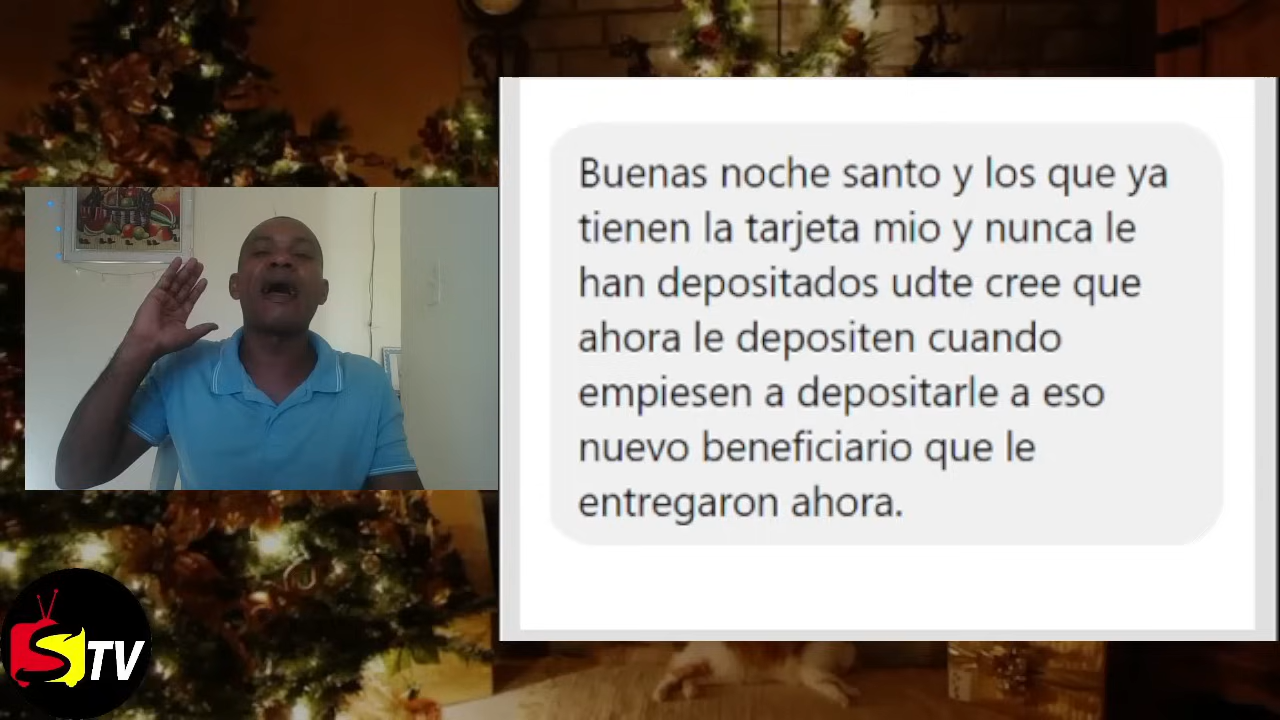 Buenas noche santo y los que ya
tienen la tarjeta mio y nunca le
han depositados udte cree que
ahora le depositen cuando
empiesen a depositarle a eso
nuevo beneficiario que le
entregaron ahora.
STV